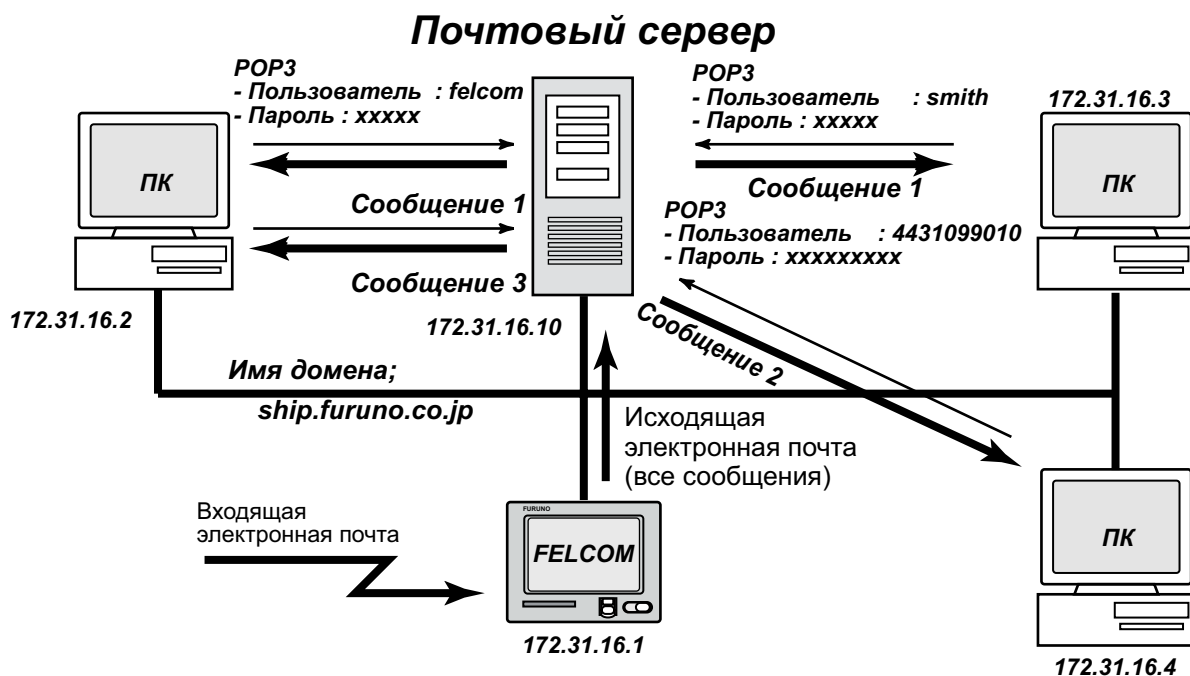 Почтовый сервер
POP3
- Пользователь : felcom
- Пароль : xxxxx
POP3
- Пользователь : smith
- Пароль : xxxxx
172.31.16.3
ПК
ПК
Сообщение 1
Сообщение 1
POP3
- Пользователь : 4431099010
- Пароль : xxxxxxxxx
Сообщение 3
172.31.16.2
172.31.16.10
Сообщение 2
Имя домена;
ship.furuno.co.jp
Исходящая
электронная почта
(все сообщения)
Входящая
электронная почта
FURUNO
FELCOM
ПК
172.31.16.1
172.31.16.4